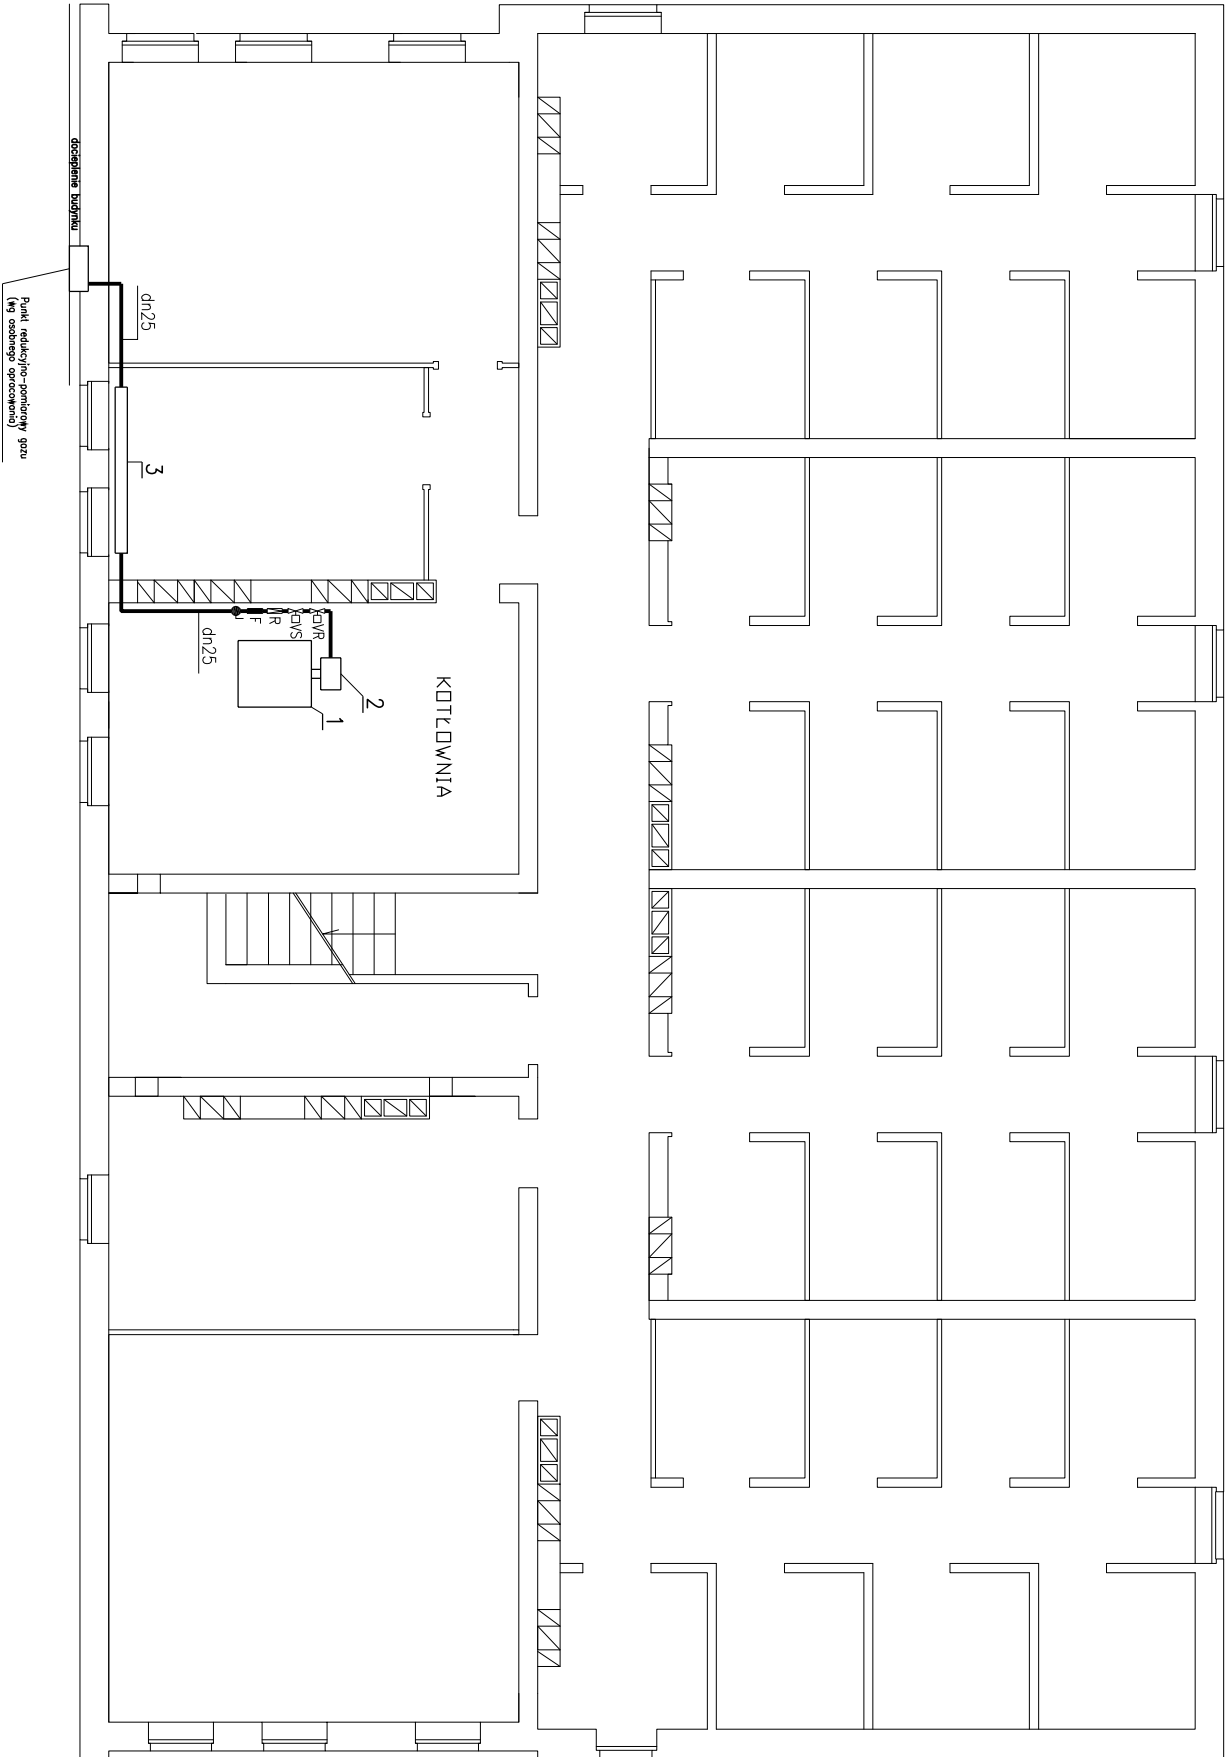 docieplenie budynku
Punkt redukcyjno-pomiarowy gazu
(wg osobnego opracowania)
dn25
3
dn25
F
R
VS
VR
1
2
KOTŁOWNIA